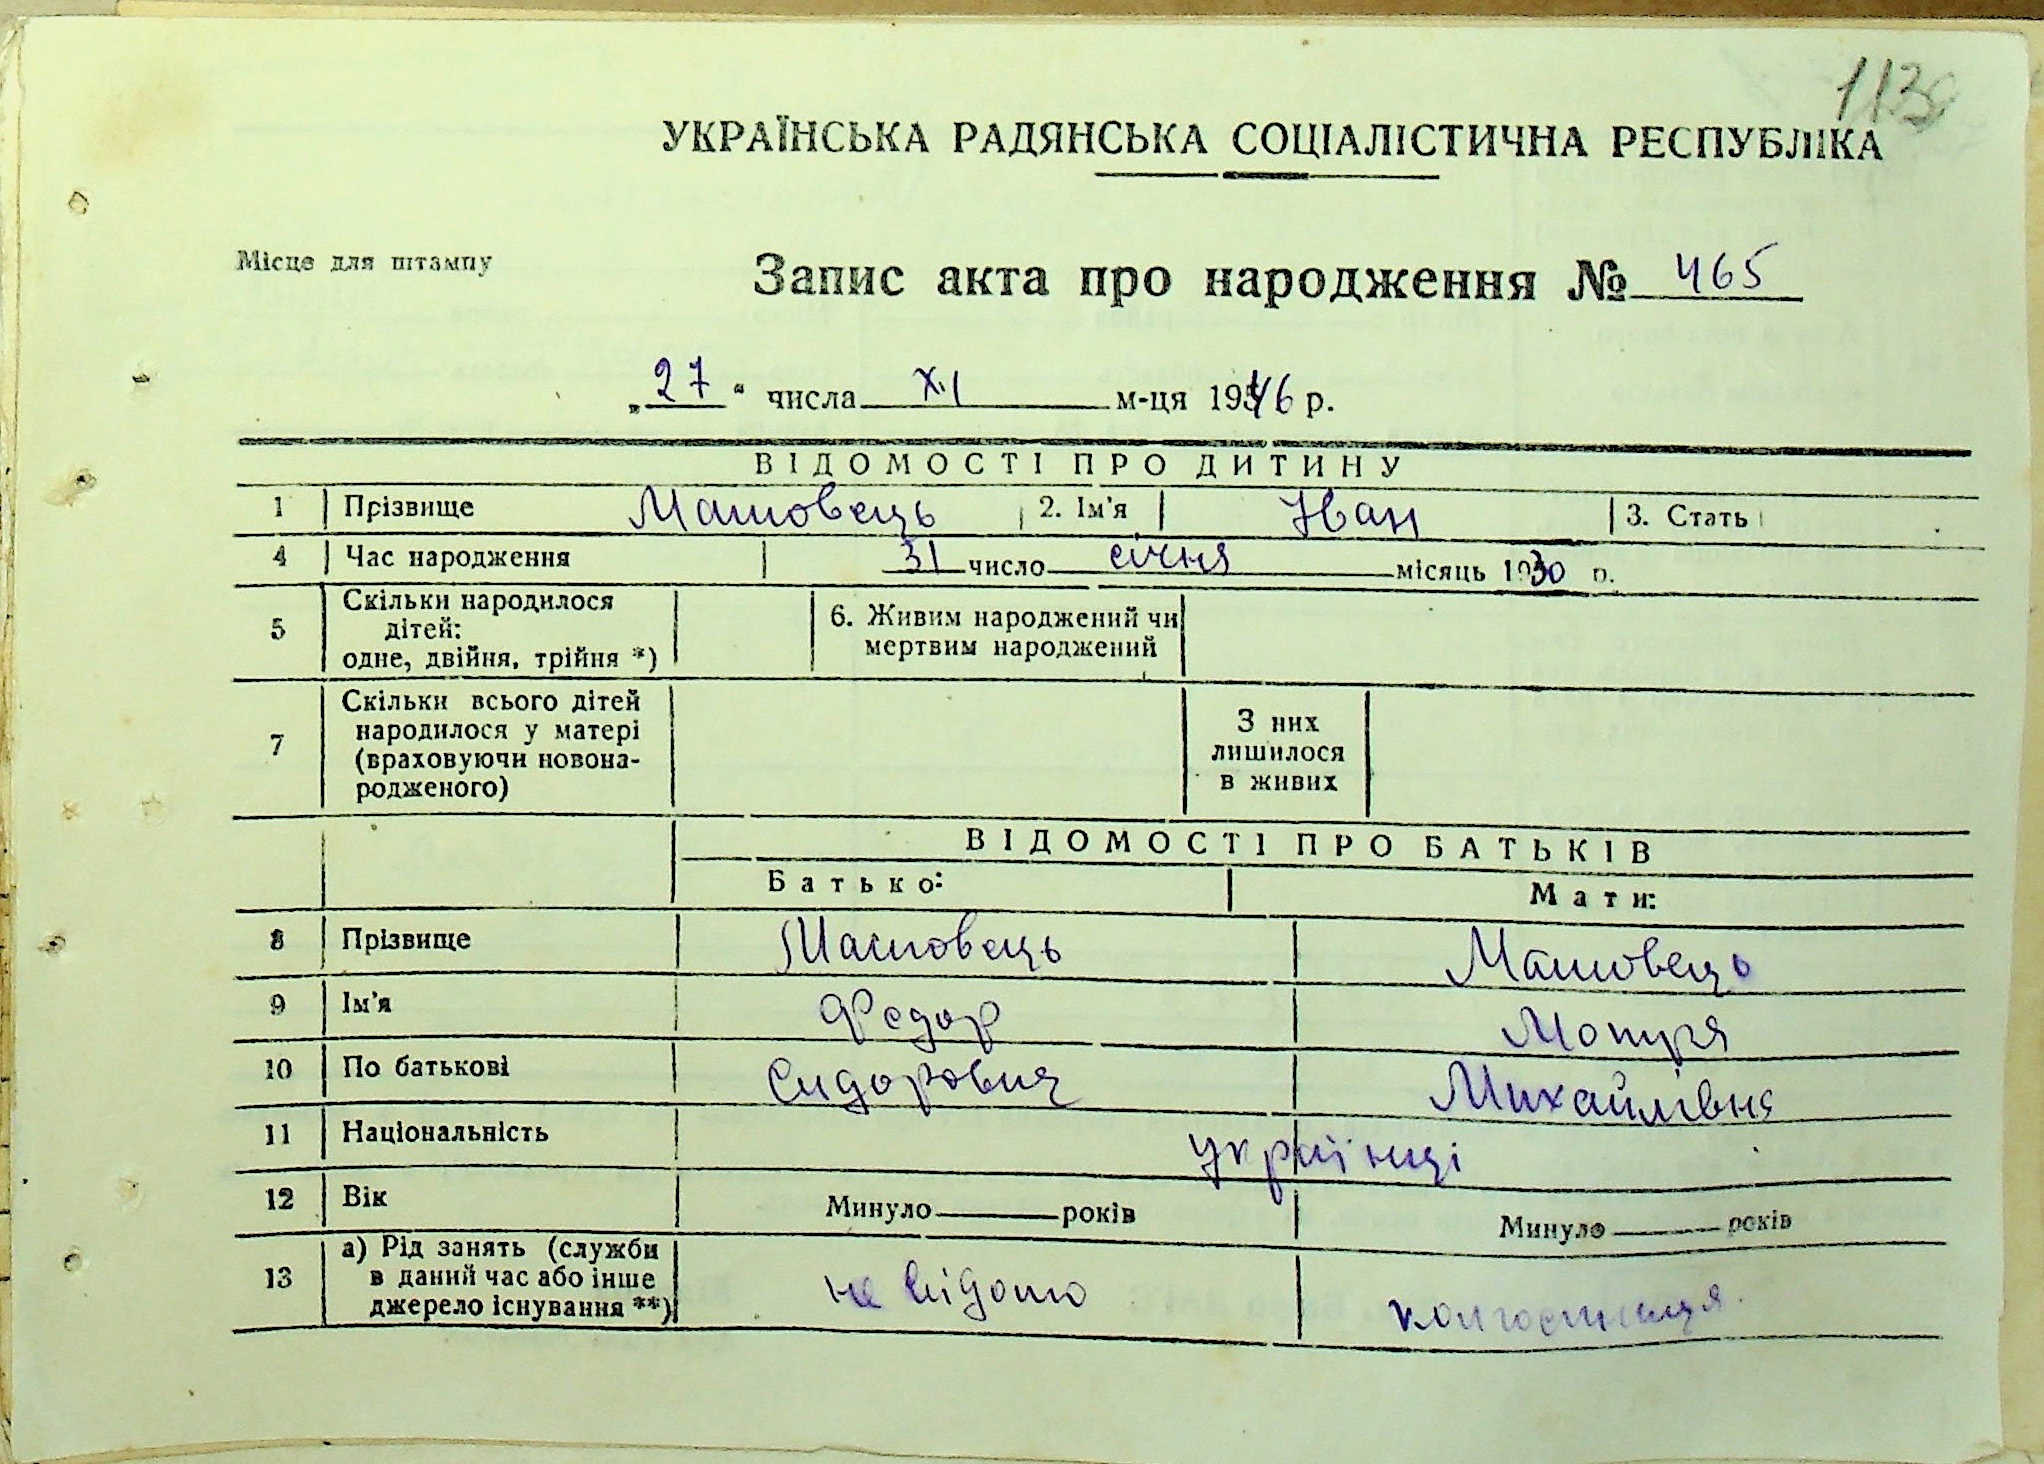 1139
УКРАЇНСЬКА РАДЯНСЬКА СОЦІАЛІСТИЧНА РЕСПУБЛІКА
Місце для штампу
Запис акта про народження № 465
„27“ числа XI м-ця 1946 р.
ВІДОМОСТІ ПРО ДИТИНУ
1 Прізвище Машовець 2. Ім'я Іван 3. Стать
4 Час народження 31 число січня місяць 1930 р.
5 Скільки народилося дітей: одне, двійня, трійня *) 6. Живим народжений чи мертвим народжений
7 Скільки всього дітей народилося у матері (враховуючи новонародженого) З них лишилося в живих
ВІДОМОСТІ ПРО БАТЬКІВ
Батько: Мати:
8 Прізвище Машовець Машовець
9 Ім'я Федор Мотря
10 По батькові Сидорович Михайлівна
11 Національність українці
12 Вік Минуло років Минуло років
13 а) Рід занять (служби в даний час або інше джерело існування **) не відомо колгоспниця